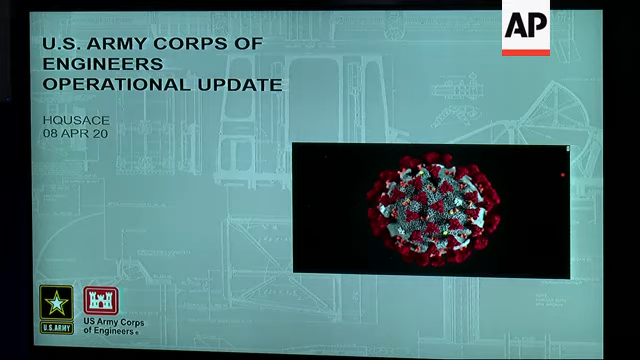 AP
U.S. ARMY CORPS OF
ENGINEERS
OPERATIONAL UPDATE
HQUSACE
08 APR 20
U.S.ARMY
US Army Corps
of Engineers